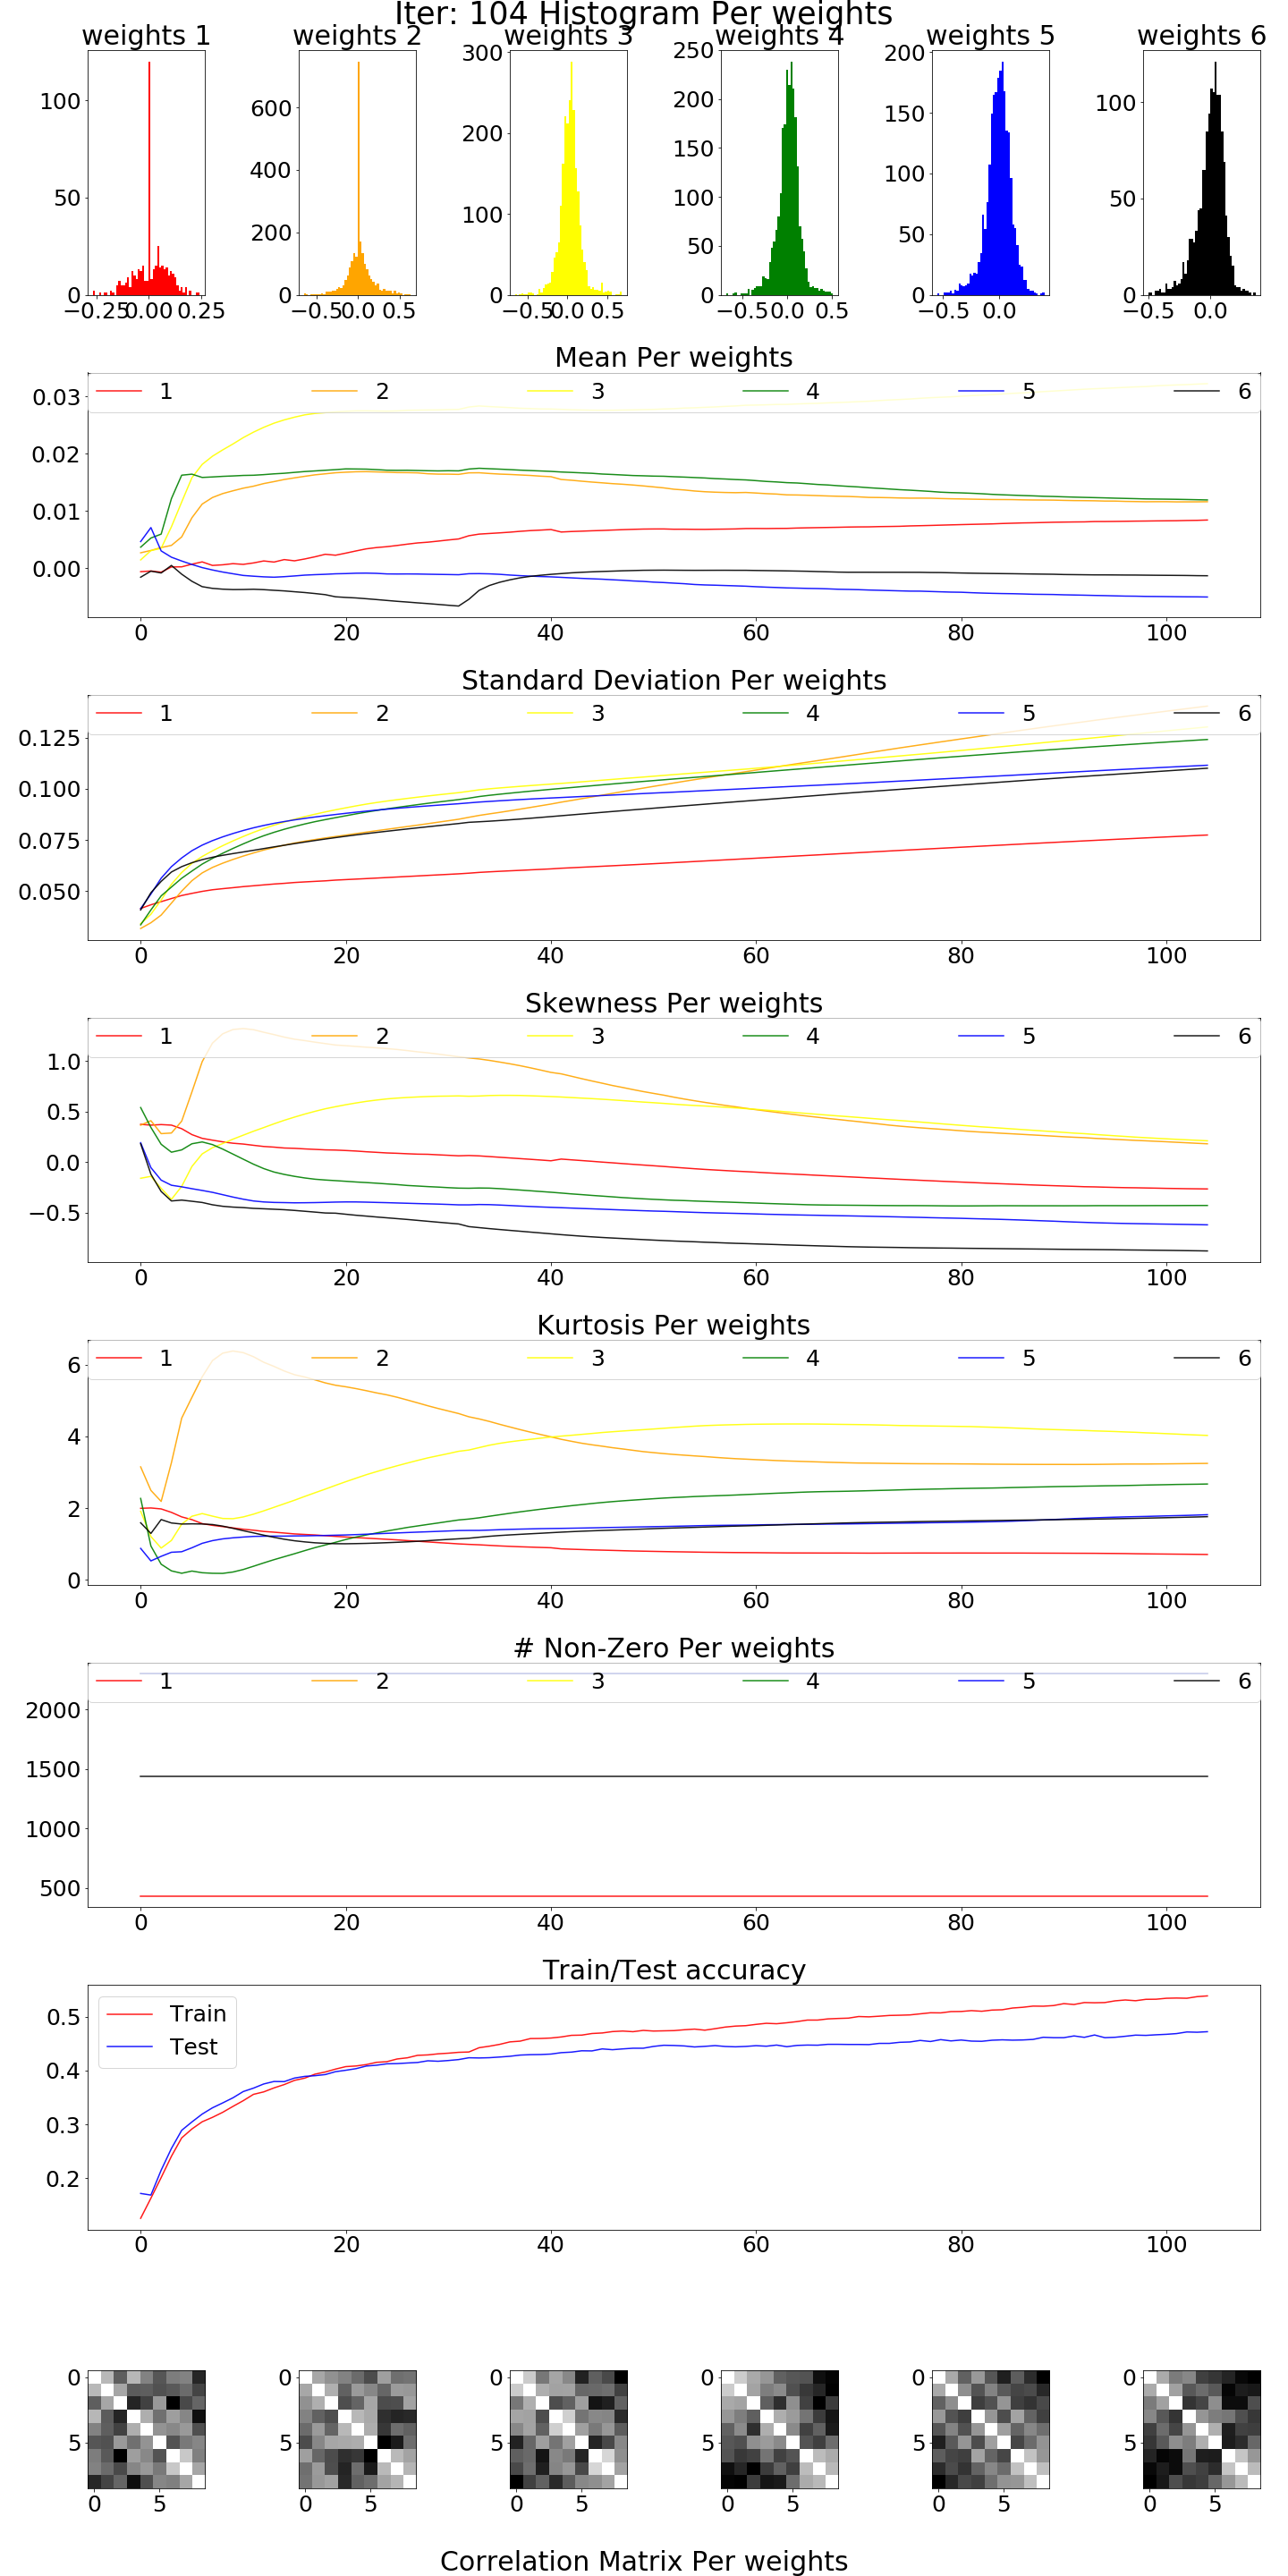 Iter: 104 Histogram Per weights
weights 1 weights 2 weights 3 weights 4 weights 5 weights 6
100
50
0
−0.25 0.00 0.25
600
400
200
0
−0.5 0.0 0.5
300
200
100
0
−0.5 0.0 0.5
250
200
150
100
50
0
−0.5 0.0 0.5
200
150
100
50
0
−0.5 0.0
100
50
0
−0.5 0.0
Mean Per weights
1 2 3 4 5 6
0.03
0.02
0.01
0.00
0 20 40 60 80 100
Standard Deviation Per weights
1 2 3 4 5 6
0.125
0.100
0.075
0.050
0 20 40 60 80 100
Skewness Per weights
1 2 3 4 5 6
1.0
0.5
0.0
−0.5
0 20 40 60 80 100
Kurtosis Per weights
1 2 3 4 5 6
6
4
2
0
0 20 40 60 80 100
# Non-Zero Per weights
1 2 3 4 5 6
2000
1500
1000
500
0 20 40 60 80 100
Train/Test accuracy
Train
Test
0.5
0.4
0.3
0.2
0 20 40 60 80 100
0 0 0 0 0 0
5 5 5 5 5 5
0 5 0 5 0 5 0 5 0 5 0 5
Correlation Matrix Per weights